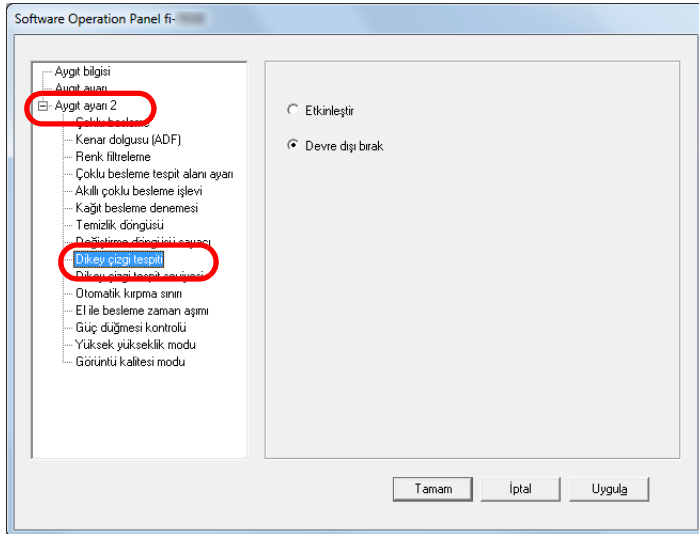 Software Operation Panel fi-
Aygıt bilgisi
Aygıt ayarı
Aygıt ayarı 2
Çoklu besleme
Kenar dolgusu (ADF)
Renk filtreleme
Çoklu besleme tespit alanı ayarı
Akıllı çoklu besleme işlevi
Kağıt besleme denemesi
Temizlik döngüsü
Değiştirme döngüsü sayacı
Dikey çizgi tespiti
Dikey çizgi tespit seviyesi
Otomatik kırpma sınırı
El ile besleme zaman aşımı
Güç düğmesi kontrolü
Yüksek yükseklik modu
Görüntü kalitesi modu
Etkinleştir
Devre dışı bırak
Tamam
İptal
Uygula